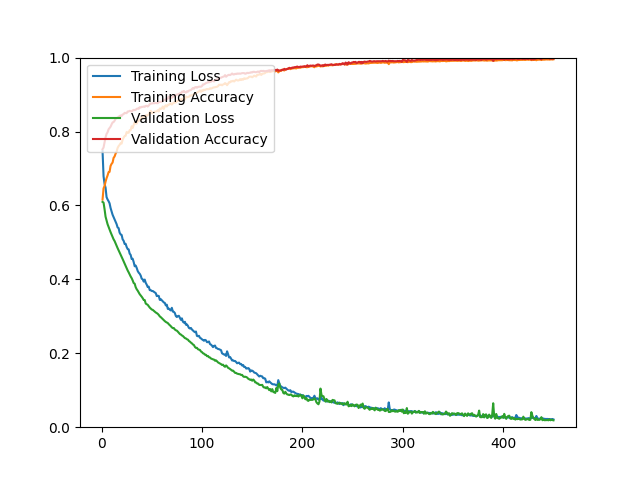 Training Loss
Training Accuracy
Validation Loss
Validation Accuracy
1.0
0.8
0.6
0.4
0.2
0.0
0 100 200 300 400